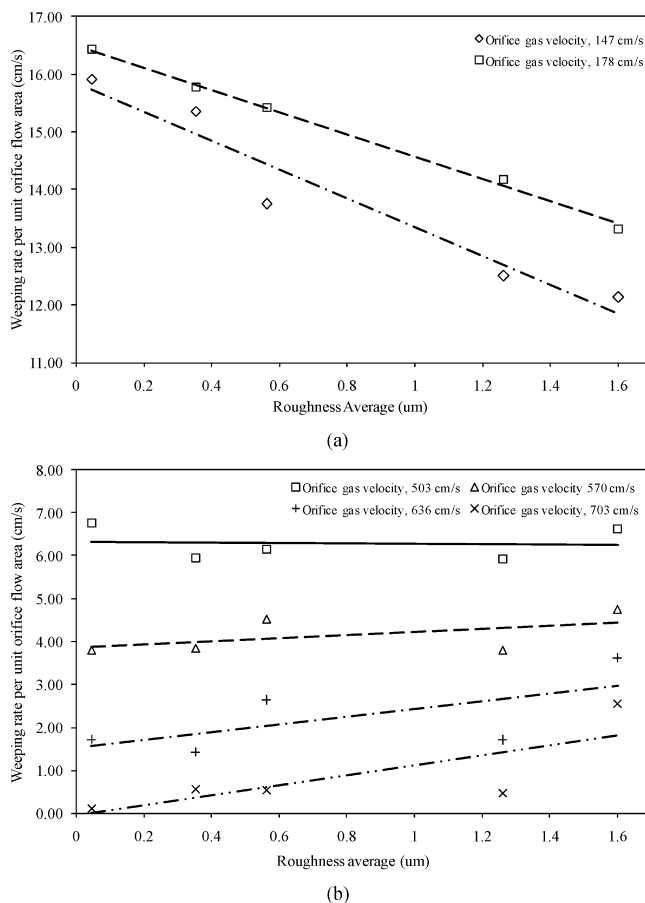 17.00
16.00
15.00
14.00
13.00
12.00
11.00
Weeping rate per unit orifice flow area (cm/s)
Orifice gas velocity, 147 cm/s
Orifice gas velocity, 178 cm/s
0 0.2 0.4 0.6 0.8 1 1.2 1.4 1.6
Roughness Average (um)
(a)
8.00
7.00
6.00
5.00
4.00
3.00
2.00
1.00
0.00
Weeping rate per unit orifice flow area (cm/s)
Orifice gas velocity, 503 cm/s Orifice gas velocity 570 cm/s
Orifice gas velocity, 636 cm/s Orifice gas velocity, 703 cm/s
0 0.2 0.4 0.6 0.8 1 1.2 1.4 1.6
Roughness average (um)
(b)